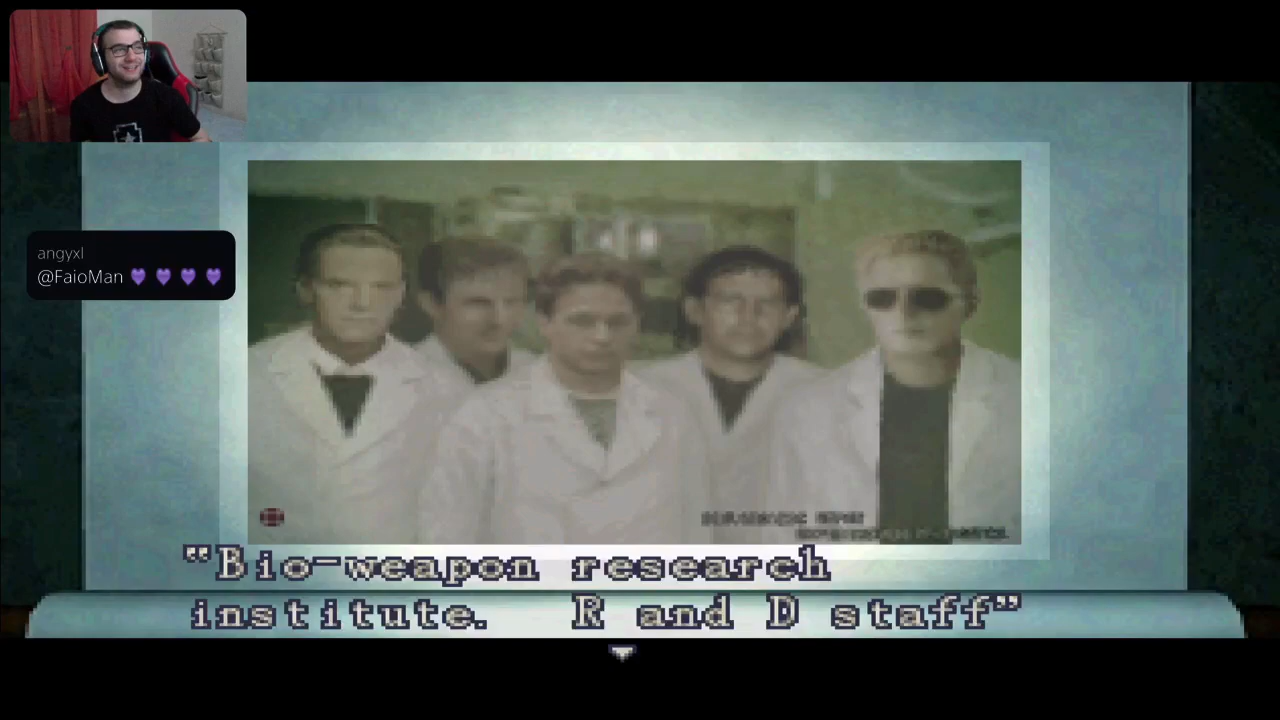 angyxl
@FaioMan 💜 💜 💜 💜
"Bio-weapon research
institute. R and D staff"